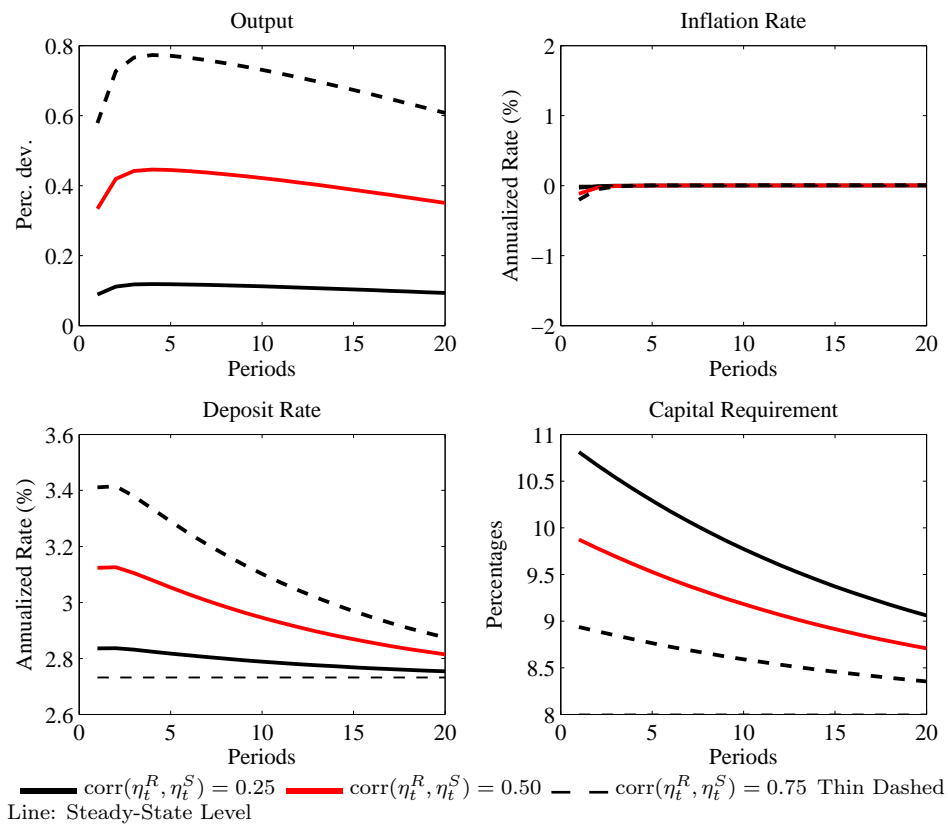 Output
Perc. dev.
0.8
0.6
0.4
0.2
0
0 5 10 15 20
Periods
Inflation Rate
Annualized Rate (%)
2
1
0
−1
−2
0 5 10 15 20
Periods
Deposit Rate
Annualized Rate (%)
3.6
3.4
3.2
3
2.8
2.6
0 5 10 15 20
Periods
Capital Requirement
Percentages
11
10.5
10
9.5
9
8.5
8
0 5 10 15 20
Periods
corr(η_t^R, η_t^S) = 0.25 corr(η_t^R, η_t^S) = 0.50 corr(η_t^R, η_t^S) = 0.75 Thin Dashed
Line: Steady-State Level